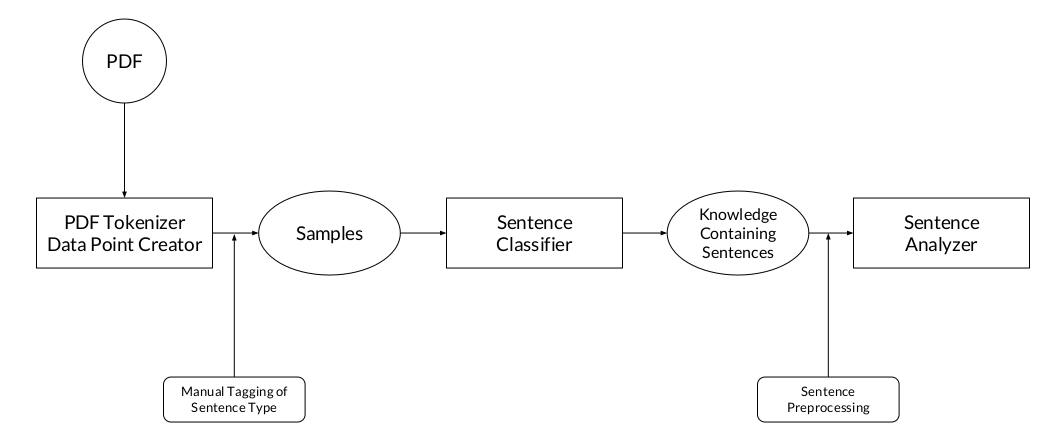 PDF
PDF Tokenizer
Data Point Creator
Samples
Sentence
Classifier
Knowledge
Containing
Sentences
Sentence
Analyzer
Manual Tagging of
Sentence Type
Sentence
Preprocessing